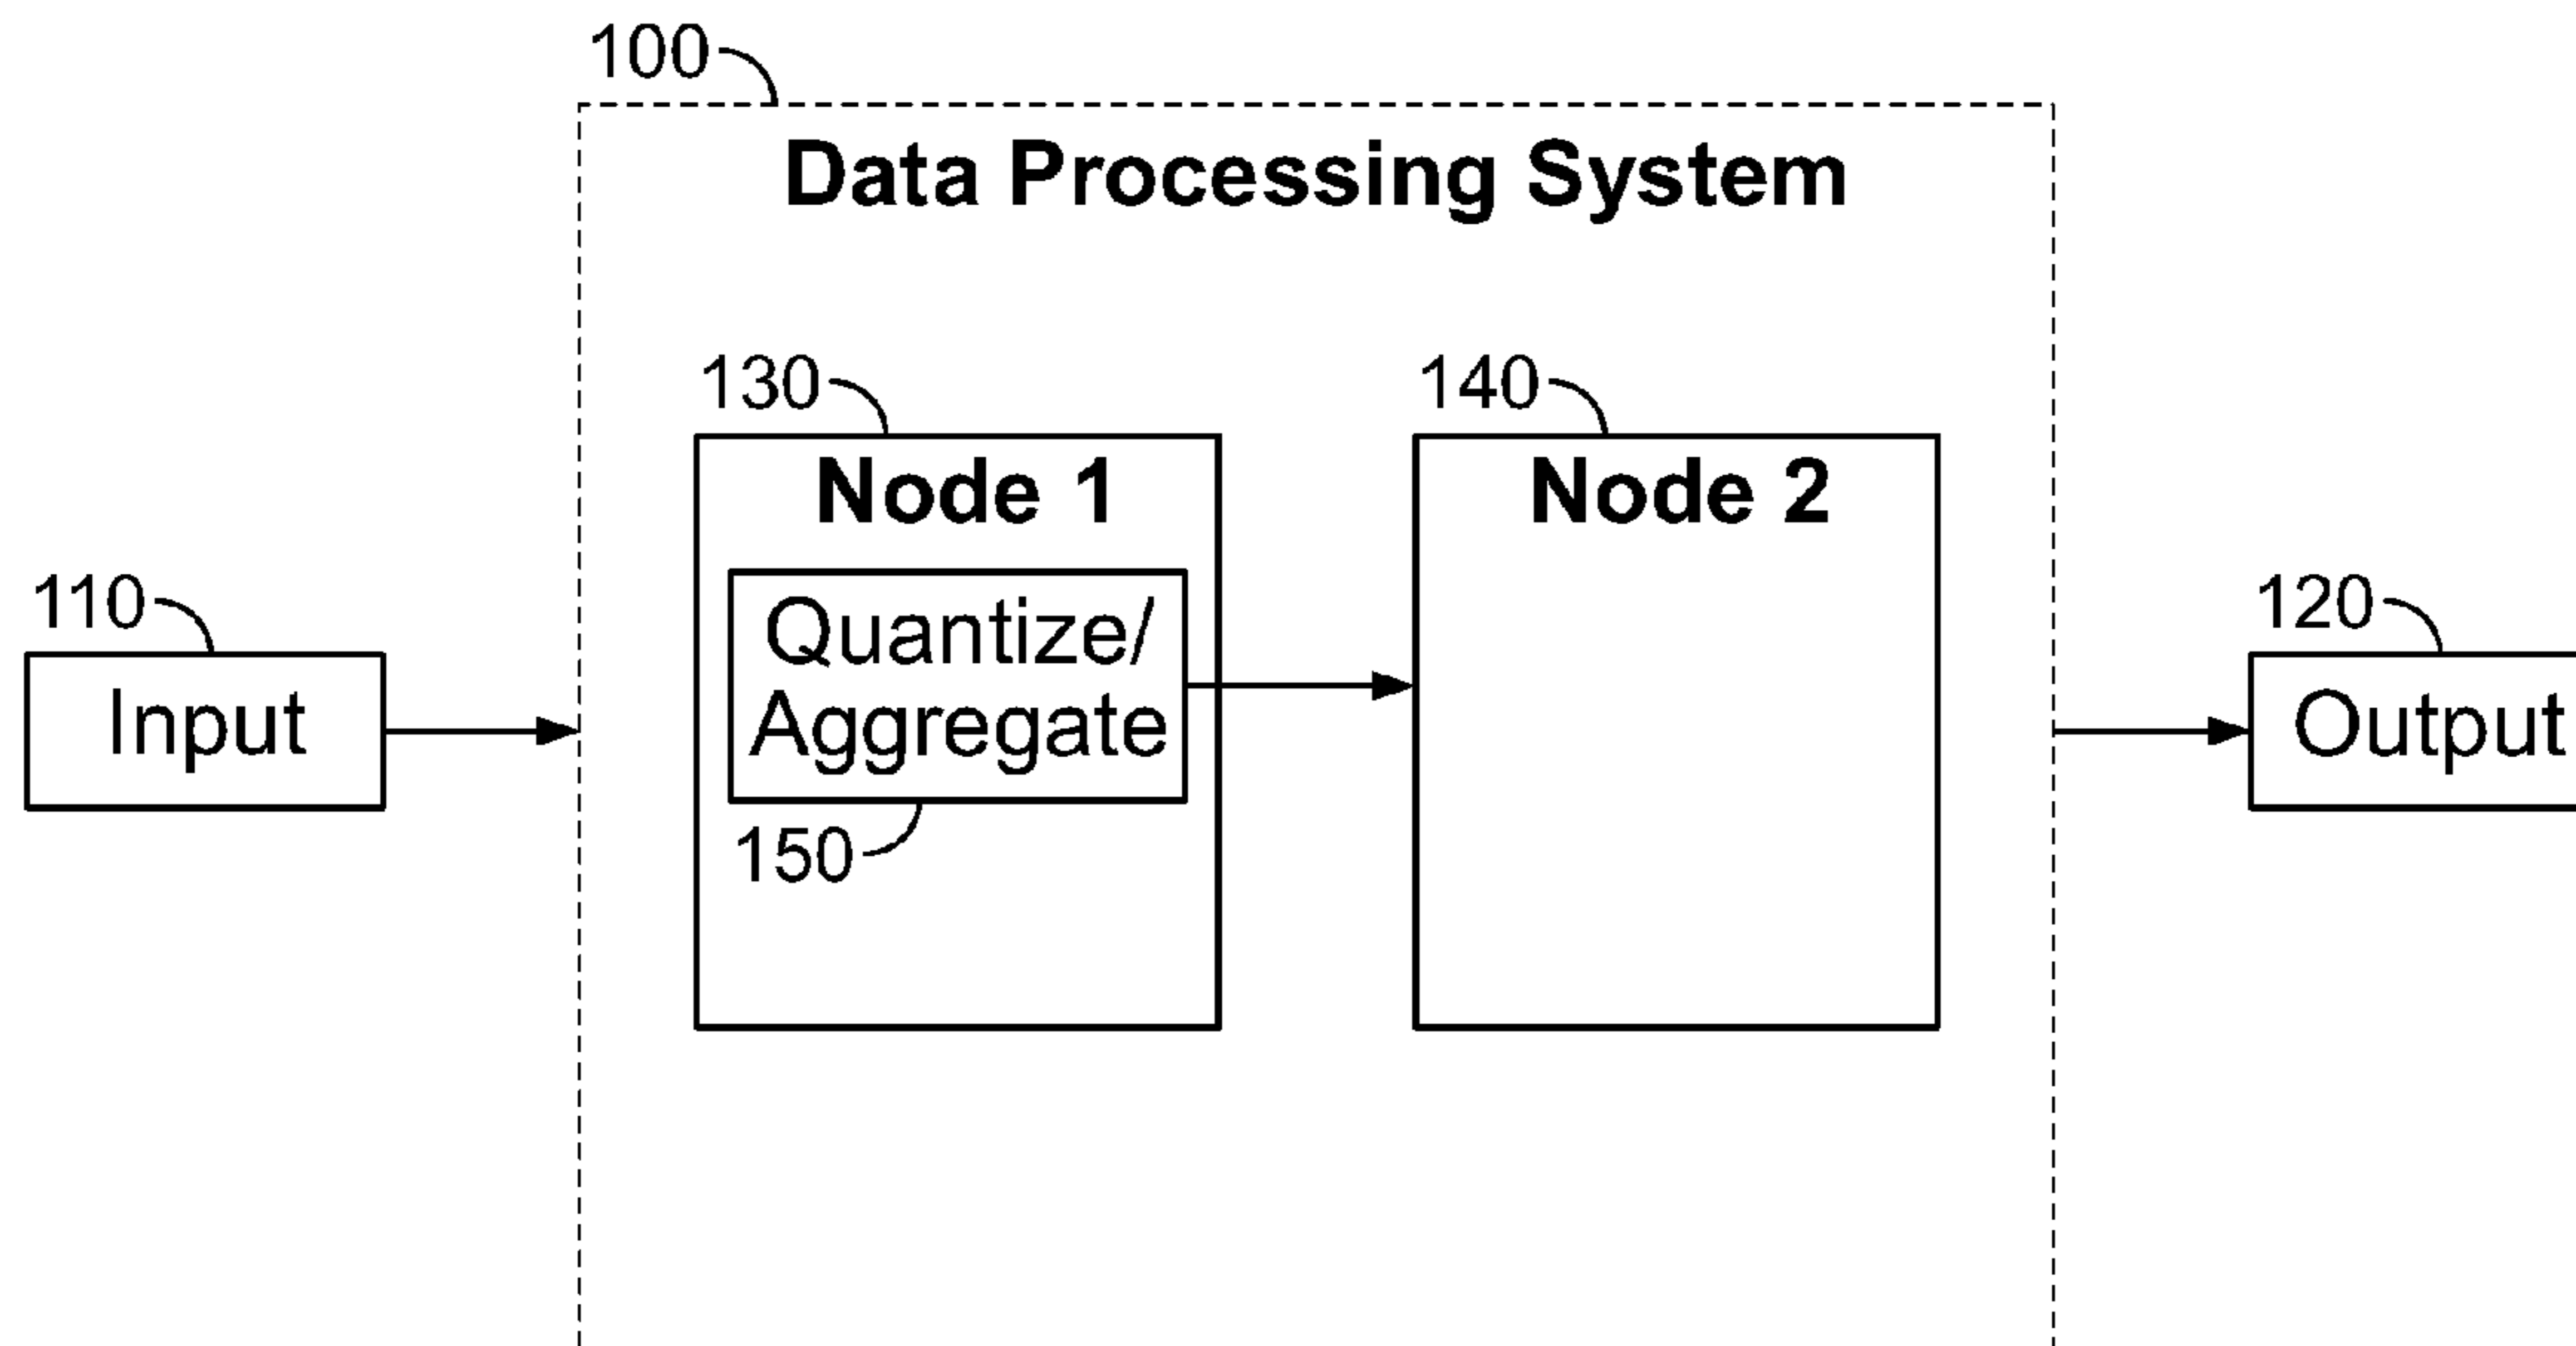 100
Data Processing System
130
140
Node 1
Node 2
110
Input
Quantize/
Aggregate
150
120
Output